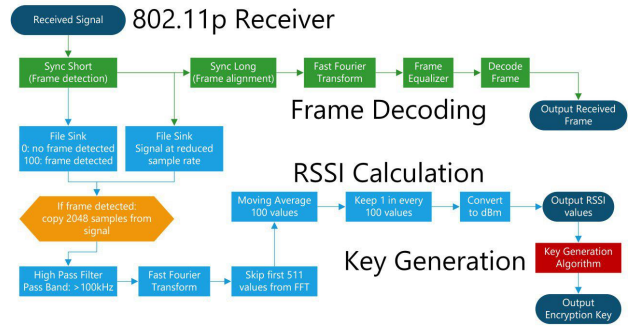 Received Signal
802.11p Receiver
Sync Short
(Frame detection)
Sync Long
(Frame alignment)
Fast Fourier
Transform
Frame
Equalizer
Decode
Frame
Frame Decoding
Output Received
Frame
File Sink
0: no frame detected
100: frame detected
File Sink
Signal at reduced
sample rate
RSSI Calculation
If frame detected:
copy 2048 samples from
signal
Moving Average
100 values
Keep 1 in every
100 values
Convert
to dBm
Output RSSI
values
Key Generation
Key Generation
Algorithm
High Pass Filter
Pass Band: >100kHz
Fast Fourier
Transform
Skip first 511
values from FFT
Output
Encryption Key